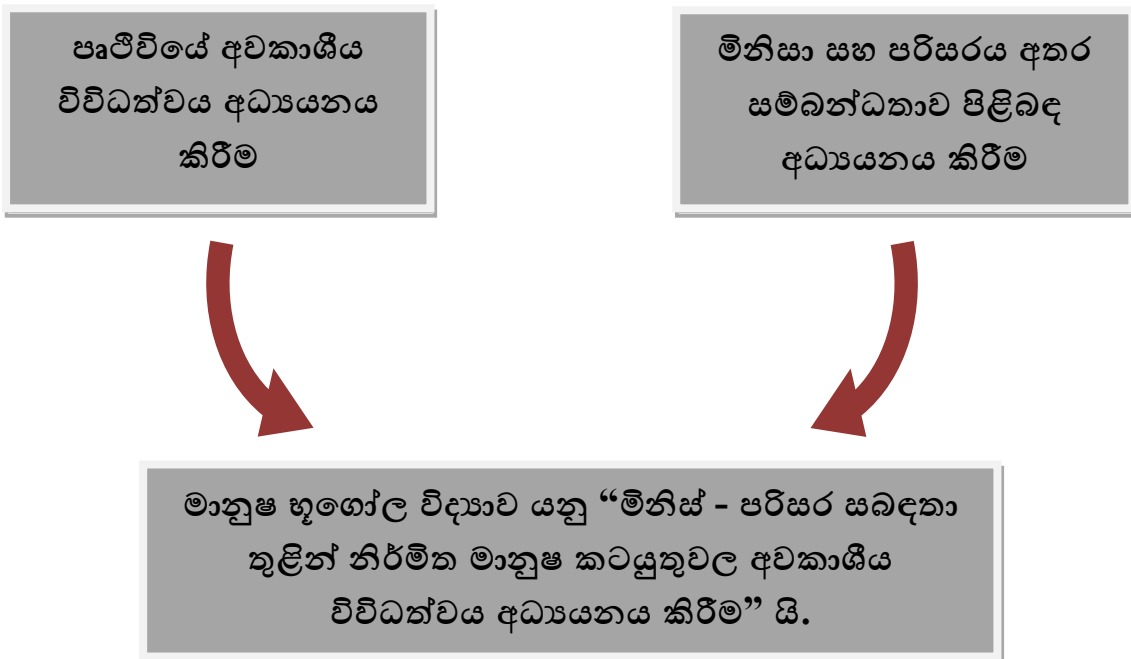 පෘථිවියේ අවකාශීය
විවිධත්වය අධ්‍යයනය
කිරීම
මිනිසා සහ පරිසරය අතර
සම්බන්ධතාව පිළිබඳ
අධ්‍යයනය කිරීම
මානුෂ භූගෝල විද්‍යාව යනු “මිනිස් - පරිසර සබඳතා
තුළින් නිර්මිත මානුෂ කටයුතුවල අවකාශීය
විවිධත්වය අධ්‍යයනය කිරීම” යි.